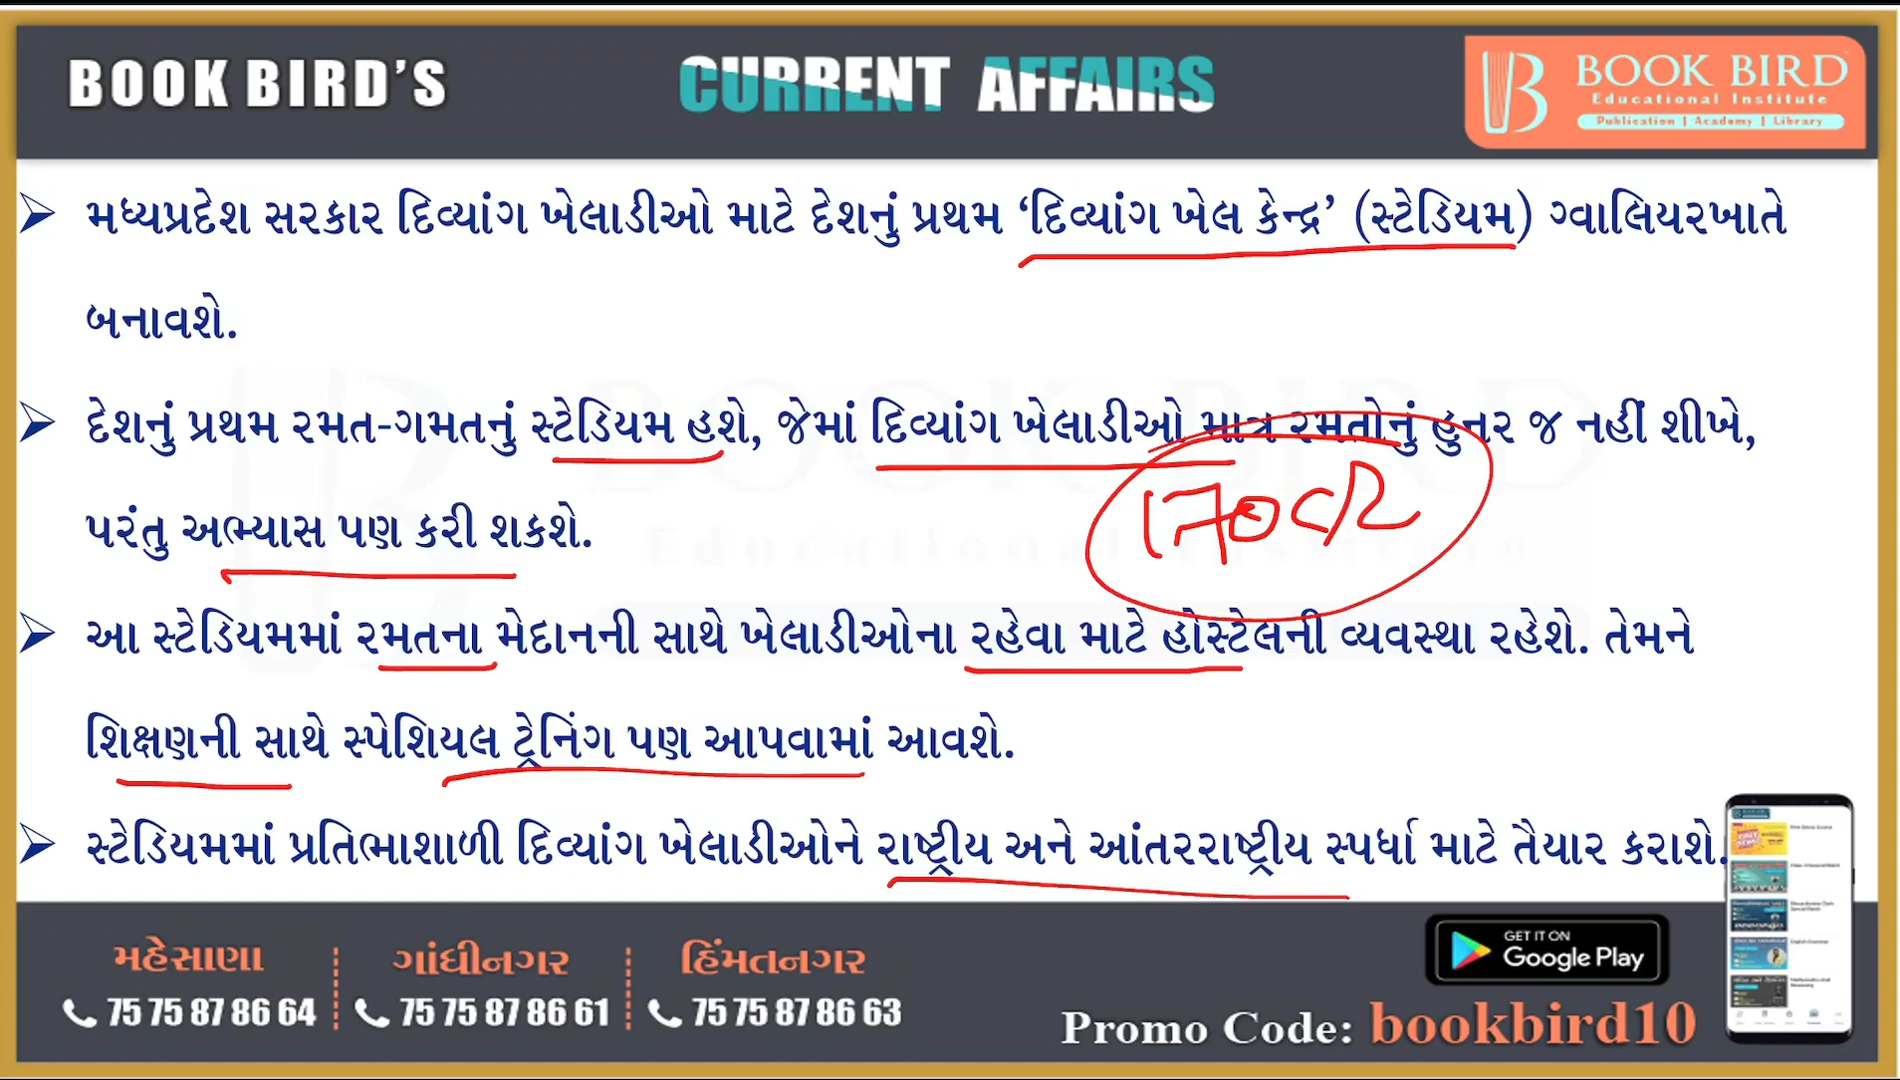 BOOK BIRD'S
CURRENT AFFAIRS
BOOK BIRD
Educational Institute
Publication | Academy | Library
➢ મધ્યપ્રદેશ સરકાર દિવ્યાંગ ખેલાડીઓ માટે દેશનું પ્રથમ ‘દિવ્યાંગ ખેલ કેન્દ્ર’ (સ્ટેડિયમ) ગ્વાલિયરખાતે
બનાવશે.
➢ દેશનું પ્રથમ રમત-ગમતનું સ્ટેડિયમ હશે, જેમાં દિવ્યાંગ ખેલાડીઓ માત્ર રમતોનું હુનર જ નહીં શીખે,
પરંતુ અભ્યાસ પણ કરી શકશે.
➢ આ સ્ટેડિયમમાં રમતના મેદાનની સાથે ખેલાડીઓના રહેવા માટે હોસ્ટેલની વ્યવસ્થા રહેશે. તેમને
શિક્ષણની સાથે સ્પેશિયલ ટ્રેનિંગ પણ આપવામાં આવશે.
➢ સ્ટેડિયમમાં પ્રતિભાશાળી દિવ્યાંગ ખેલાડીઓને રાષ્ટ્રીય અને આંતરરાષ્ટ્રીય સ્પર્ધા માટે તૈયાર કરાશે.
મહેસાણા
75 75 87 86 64
ગાંધીનગર
75 75 87 86 61
હિંમતનગર
75 75 87 86 63
GET IT ON
Google Play
Promo Code: bookbird10